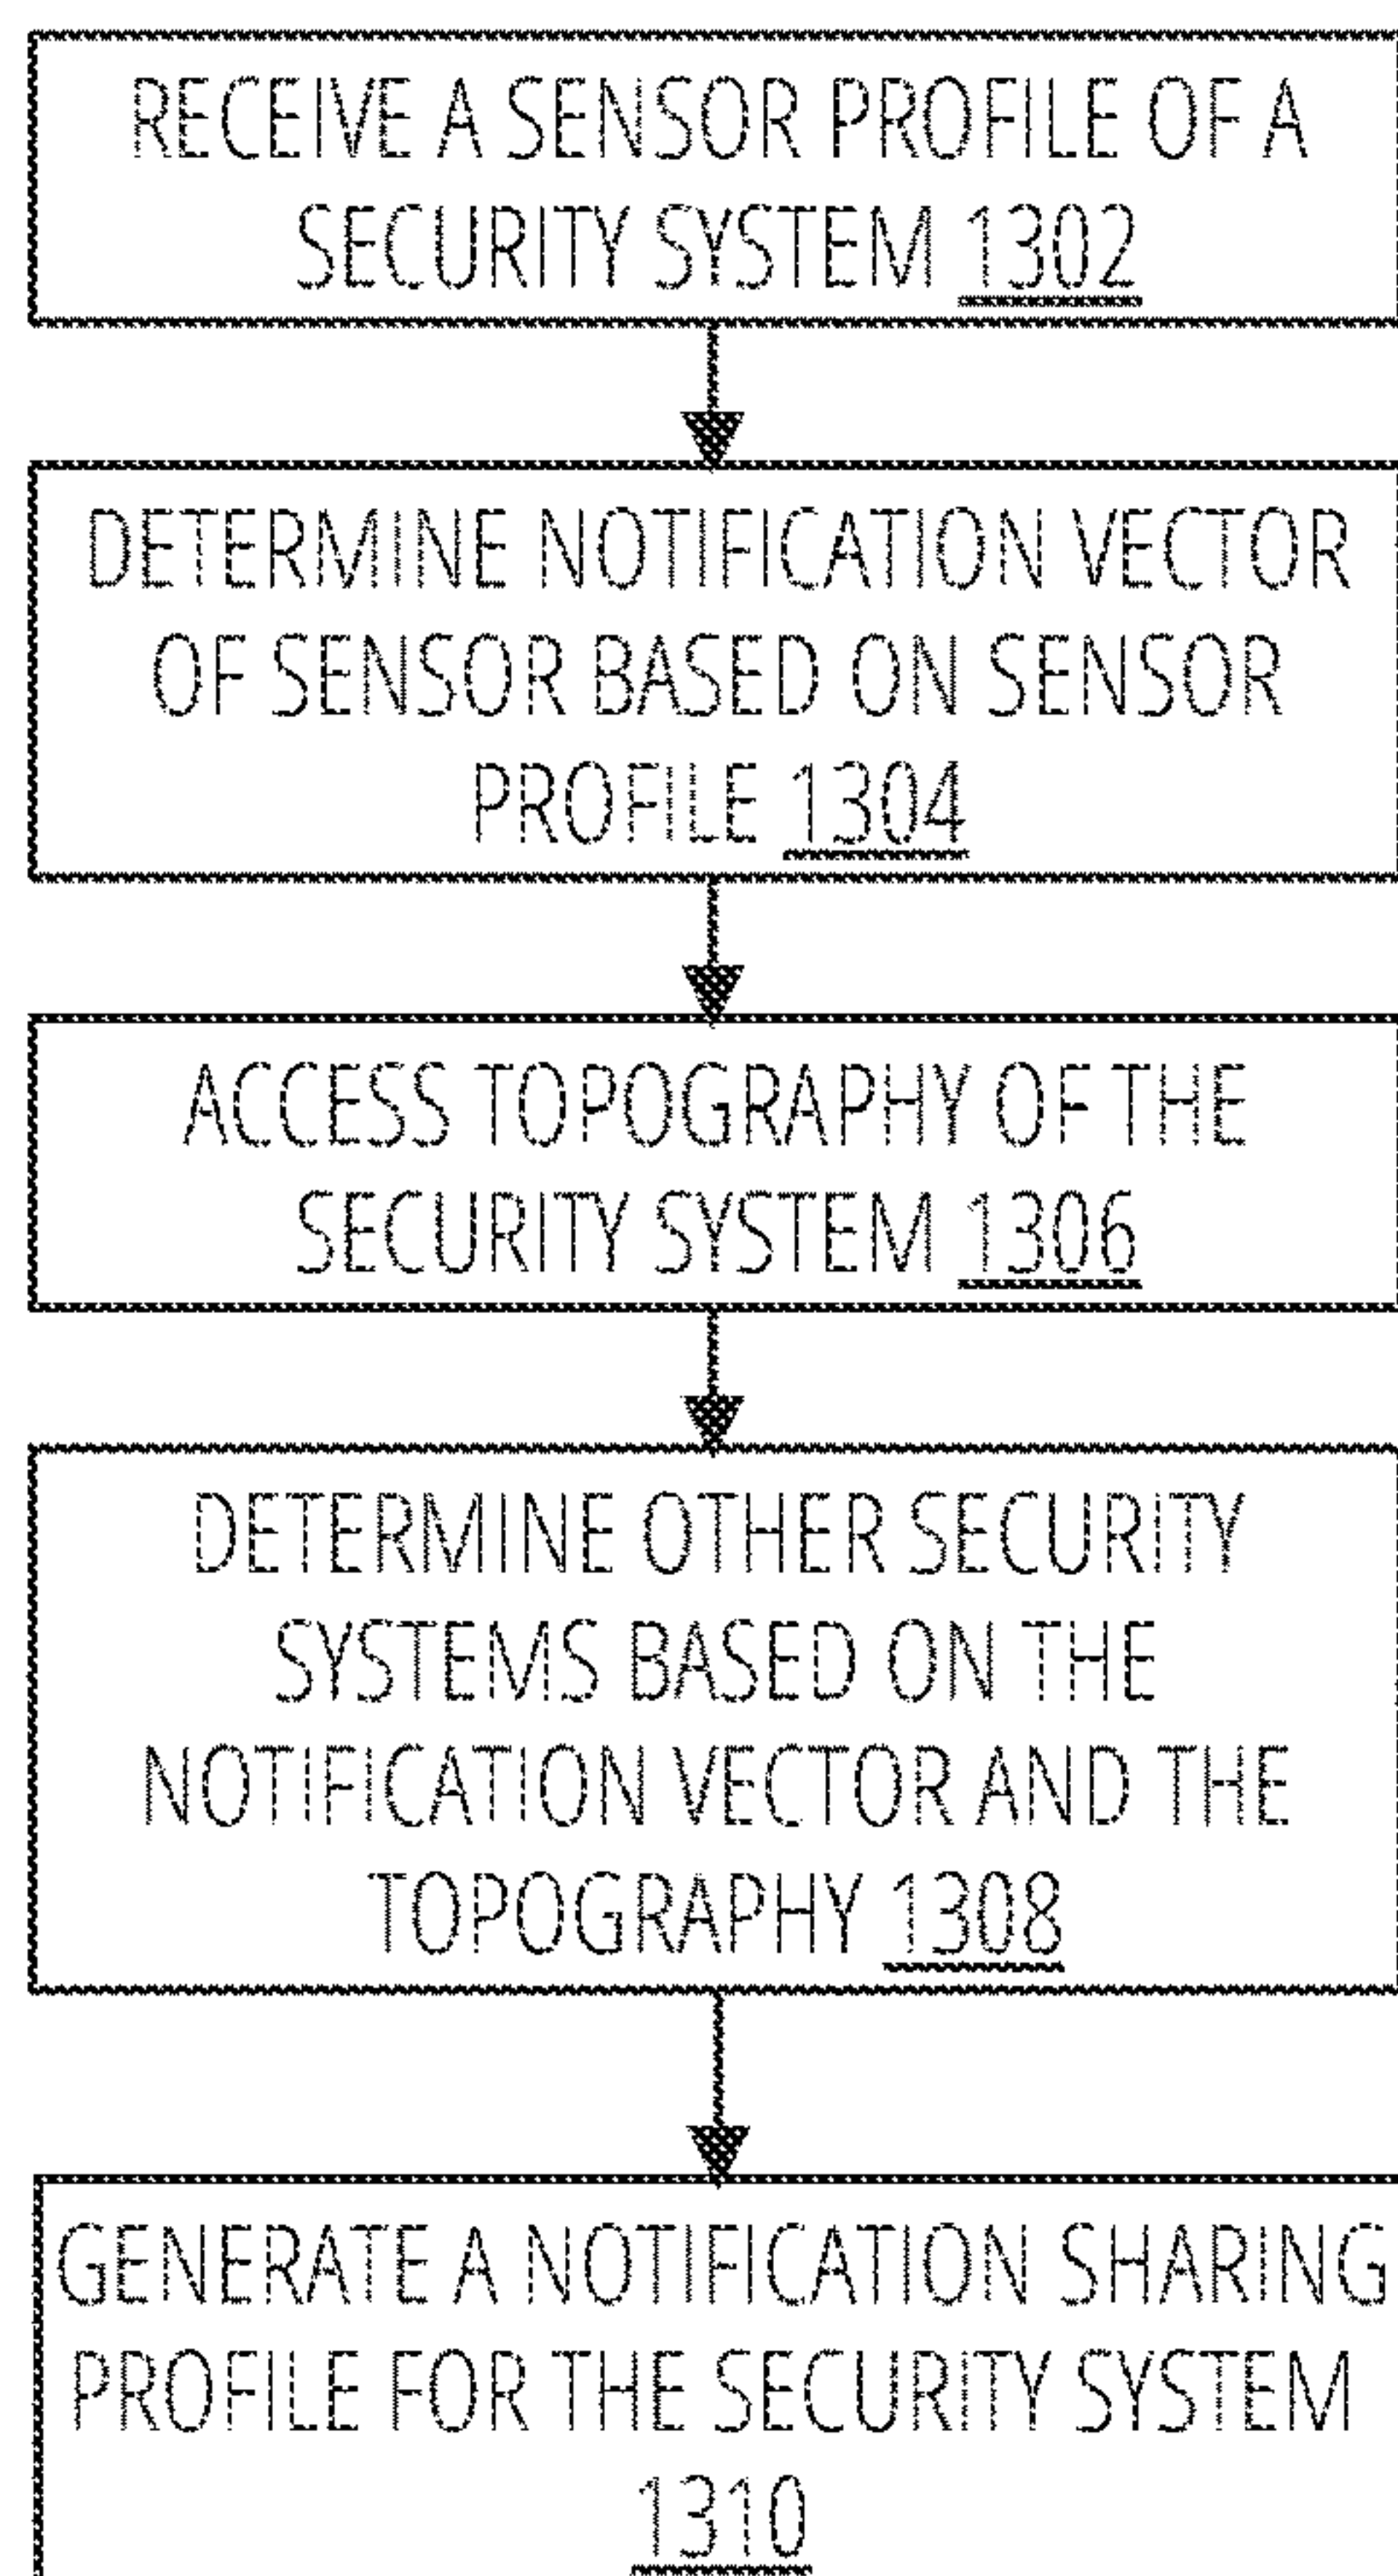 RECEIVE A SENSOR PROFILE OF A
SECURITY SYSTEM 1302
DETERMINE NOTIFICATION VECTOR
OF SENSOR BASED ON SENSOR
PROFILE 1304
ACCESS TOPOGRAPHY OF THE
SECURITY SYSTEM 1306
DETERMINE OTHER SECURITY
SYSTEMS BASED ON THE
NOTIFICATION VECTOR AND THE
TOPOGRAPHY 1308
GENERATE A NOTIFICATION SHARING
PROFILE FOR THE SECURITY SYSTEM
1310